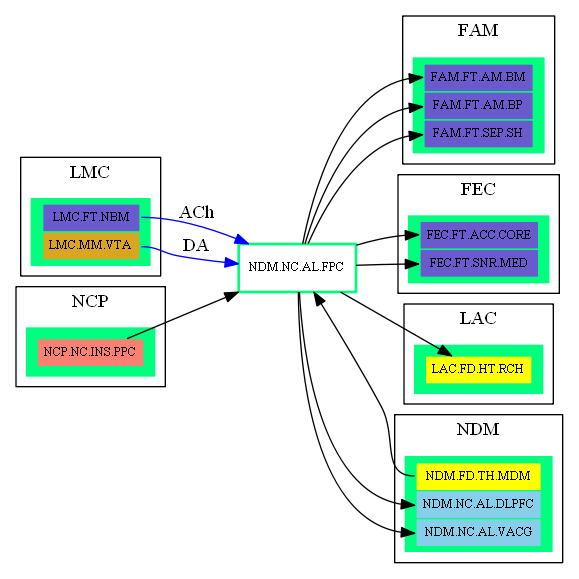 LMC
LMC.FT.NBM
LMC.MM.VTA
NCP
NCP.NC.INS.PPC
ACh
DA
NDM.NC.AL.FPC
FAM
FAM.FT.AM.BM
FAM.FT.AM.BP
FAM.FT.SEP.SH
FEC
FEC.FT.ACC.CORE
FEC.FT.SNR.MED
LAC
LAC.FD.HT.RCH
NDM
NDM.FD.TH.MDM
NDM.NC.AL.DLPFC
NDM.NC.AL.VACG